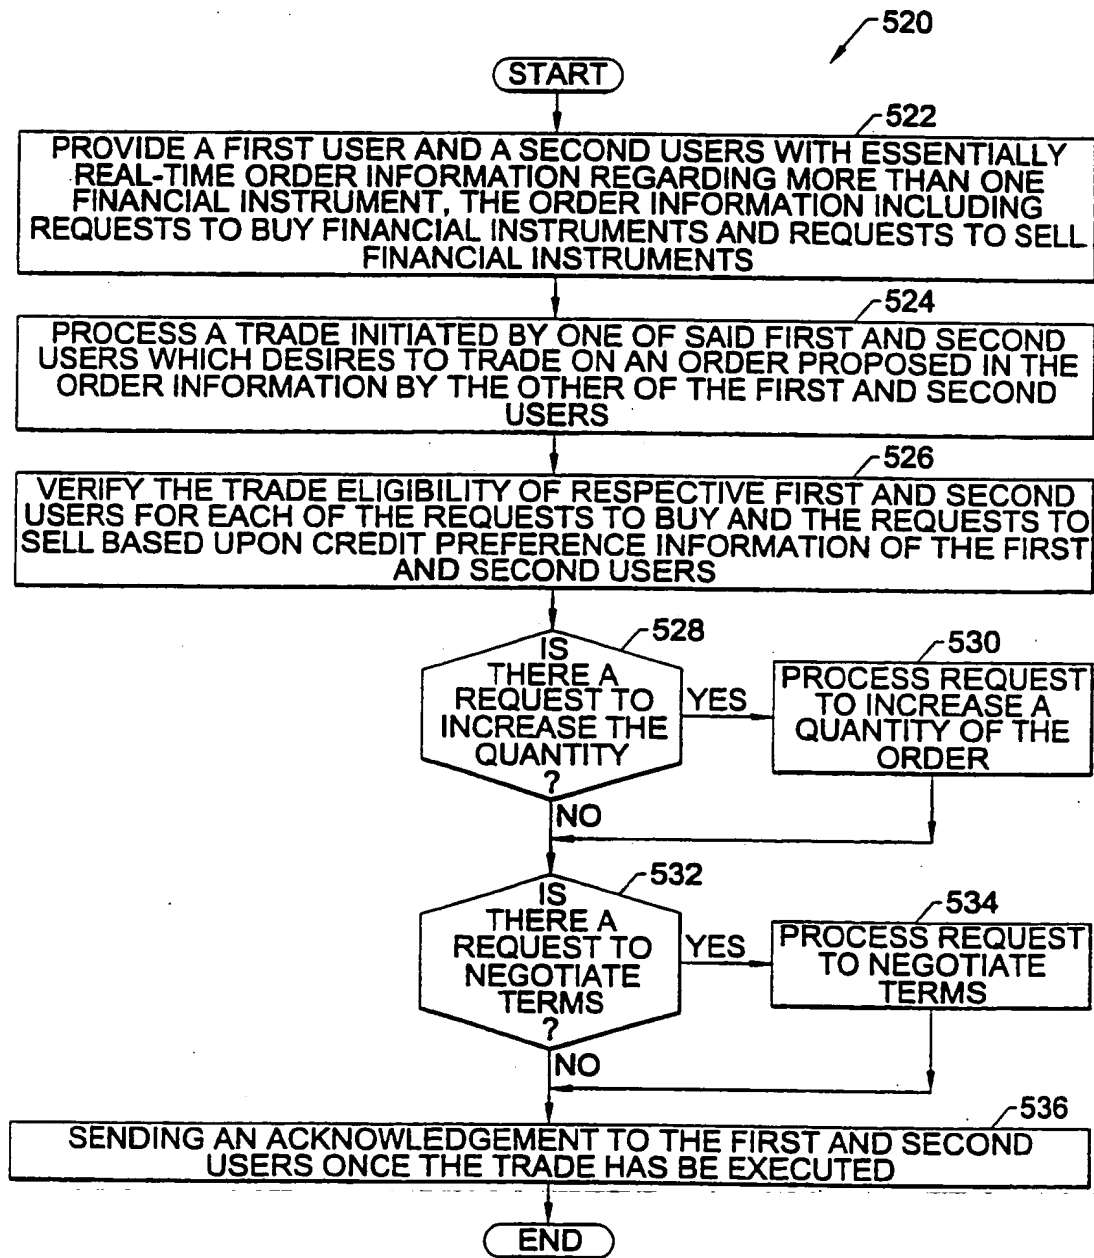 520
START
522
PROVIDE A FIRST USER AND A SECOND USERS WITH ESSENTIALLY
REAL-TIME ORDER INFORMATION REGARDING MORE THAN ONE
FINANCIAL INSTRUMENT, THE ORDER INFORMATION INCLUDING
REQUESTS TO BUY FINANCIAL INSTRUMENTS AND REQUESTS TO SELL
FINANCIAL INSTRUMENTS
524
PROCESS A TRADE INITIATED BY ONE OF SAID FIRST AND SECOND
USERS WHICH DESIRES TO TRADE ON AN ORDER PROPOSED IN THE
ORDER INFORMATION BY THE OTHER OF THE FIRST AND SECOND
USERS
526
VERIFY THE TRADE ELIGIBILITY OF RESPECTIVE FIRST AND SECOND
USERS FOR EACH OF THE REQUESTS TO BUY AND THE REQUESTS TO
SELL BASED UPON CREDIT PREFERENCE INFORMATION OF THE FIRST
AND SECOND USERS
528
IS
THERE A
REQUEST TO
INCREASE THE
QUANTITY
?
YES
530
PROCESS REQUEST
TO INCREASE A
QUANTITY OF THE
ORDER
NO
532
IS
THERE A
REQUEST TO
NEGOTIATE
TERMS
?
YES
534
PROCESS REQUEST
TO NEGOTIATE
TERMS
NO
536
SENDING AN ACKNOWLEDGEMENT TO THE FIRST AND SECOND
USERS ONCE THE TRADE HAS BE EXECUTED
END